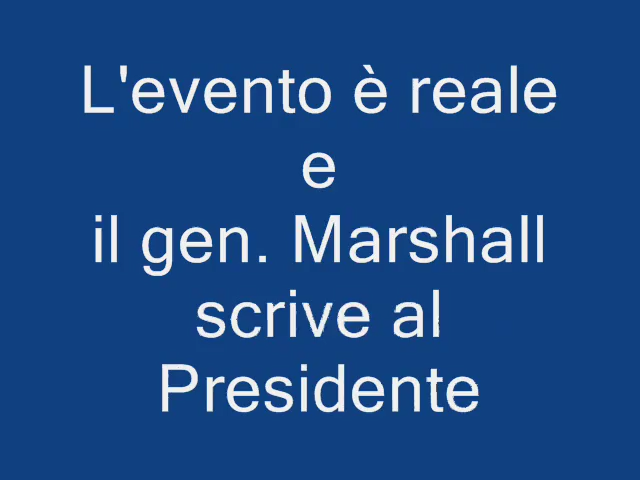 L'evento è reale
e
il gen. Marshall
scrive al
Presidente